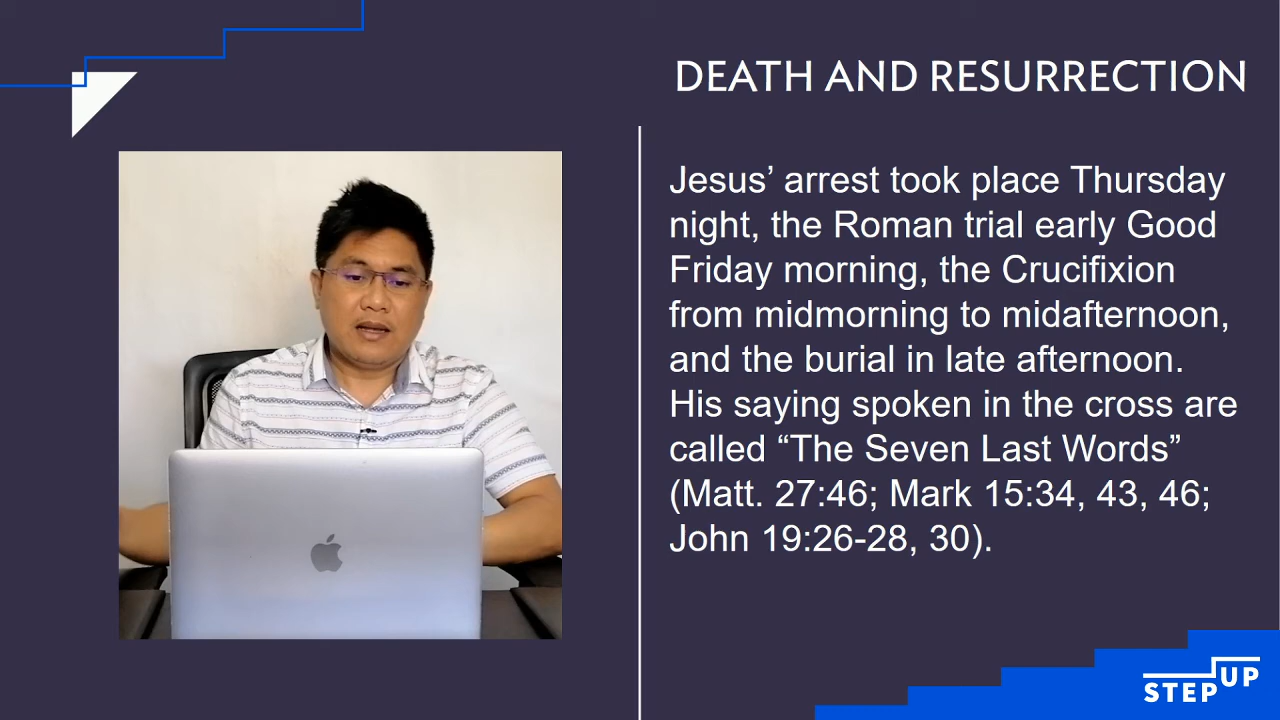 DEATH AND RESURRECTION
Jesus’ arrest took place Thursday
night, the Roman trial early Good
Friday morning, the Crucifixion
from midmorning to midafternoon,
and the burial in late afternoon.
His saying spoken in the cross are
called “The Seven Last Words”
(Matt. 27:46; Mark 15:34, 43, 46;
John 19:26-28, 30).
STEPUP